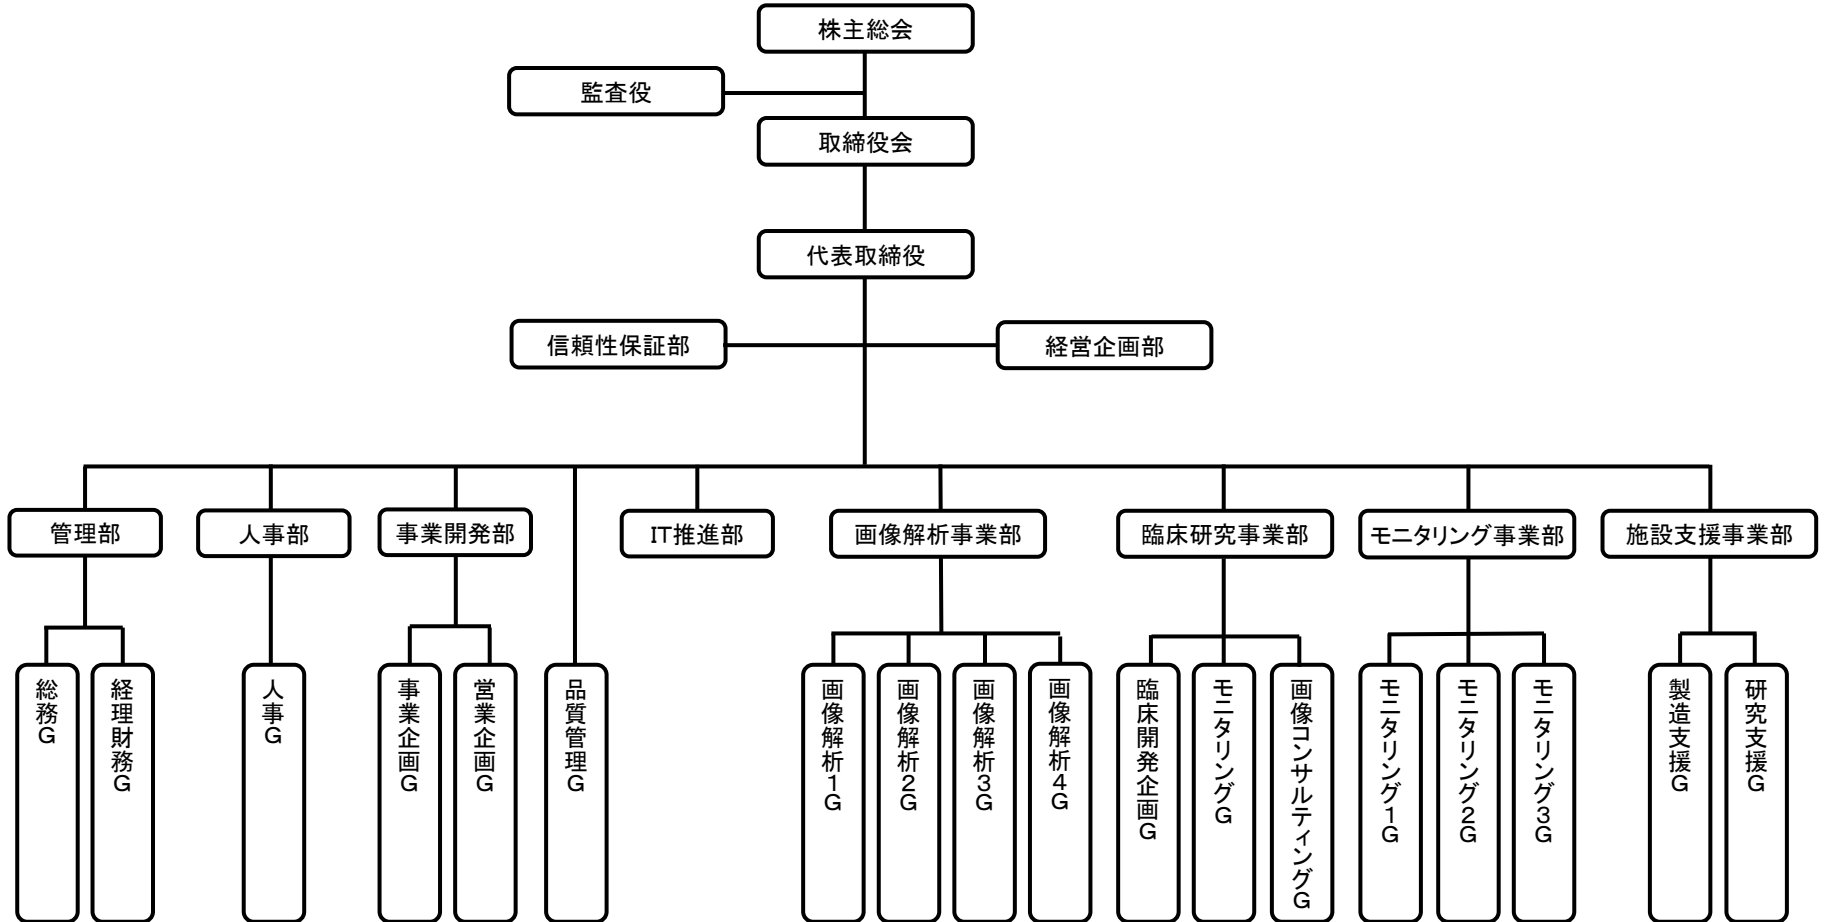 株主総会
監査役
取締役会
代表取締役
信頼性保証部
経営企画部
管理部
人事部
事業開発部
IT推進部
画像解析事業部
臨床研究事業部
モニタリング事業部
施設支援事業部
総務G
経理財務G
人事G
事業企画G
営業企画G
品質管理G
画像解析1G
画像解析2G
画像解析3G
画像解析4G
臨床開発企画G
モニタリングG
画像コンサルティングG
モニタリング1G
モニタリング2G
モニタリング3G
製造支援G
研究支援G